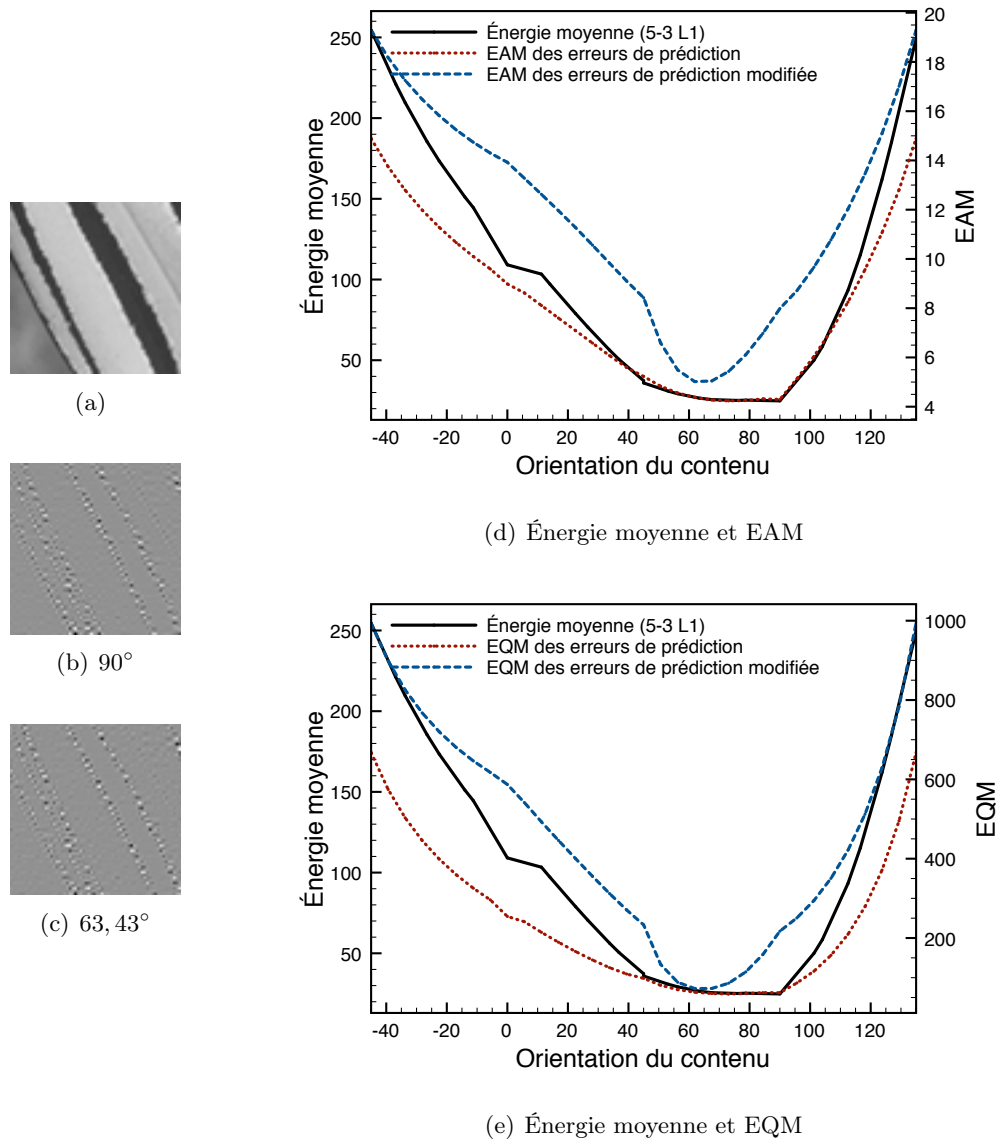 (a)
(b) 90°
(c) 63, 43°
Énergie moyenne (5-3 L1)
EAM des erreurs de prédiction
EAM des erreurs de prédiction modifiée
Énergie moyenne
250
200
150
100
50
20
18
16
14
12
10
8
6
4
EAM
-40 -20 0 20 40 60 80 100 120
Orientation du contenu
(d) Énergie moyenne et EAM
Énergie moyenne (5-3 L1)
EQM des erreurs de prédiction
EQM des erreurs de prédiction modifiée
Énergie moyenne
250
200
150
100
50
1000
800
600
400
200
EQM
-40 -20 0 20 40 60 80 100 120
Orientation du contenu
(e) Énergie moyenne et EQM